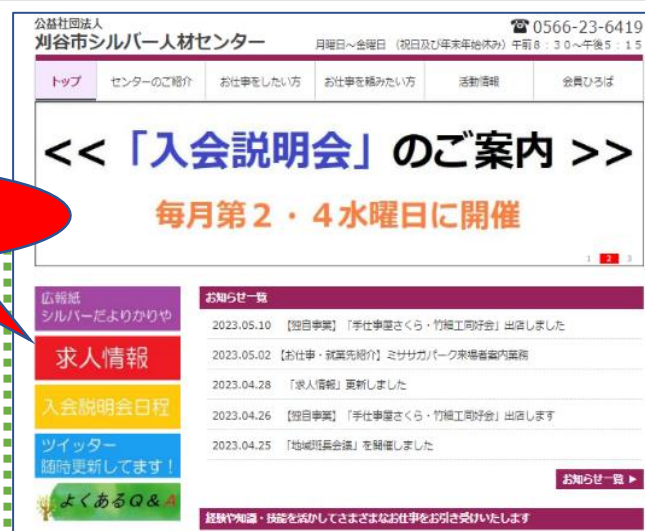 公益社団法人
刈谷市シルバー人材センター
☎0566-23-6419
月曜日~金曜日 (祝日及び年末年始休み) 午前8:30~午後5:15
トップ
センターのご紹介
お仕事をしたい方
お仕事を頼みたい方
活動情報
会員ひろば
<<「入会説明会」のご案内 >>
毎月第2・4水曜日に開催
1 2 3
広報紙
シルバーだよりかりや
求人情報
入会説明会日程
ツイッター
随時更新してます!
よくあるQ&A
お知らせ一覧
2023.05.10 【独自事業】「手仕事屋さくら・竹細工同好会」出店しました
2023.05.02 【お仕事・就業先紹介】ミササガパーク来場者案内業務
2023.04.28 「求人情報」更新しました
2023.04.26 【独自事業】「手仕事屋さくら・竹細工同好会」出店します
2023.04.25 「地域班長会議」を開催しました
お知らせ一覧 ▶
経験や知識・技能を活かしてさまざまなお仕事をお引き受けいたします